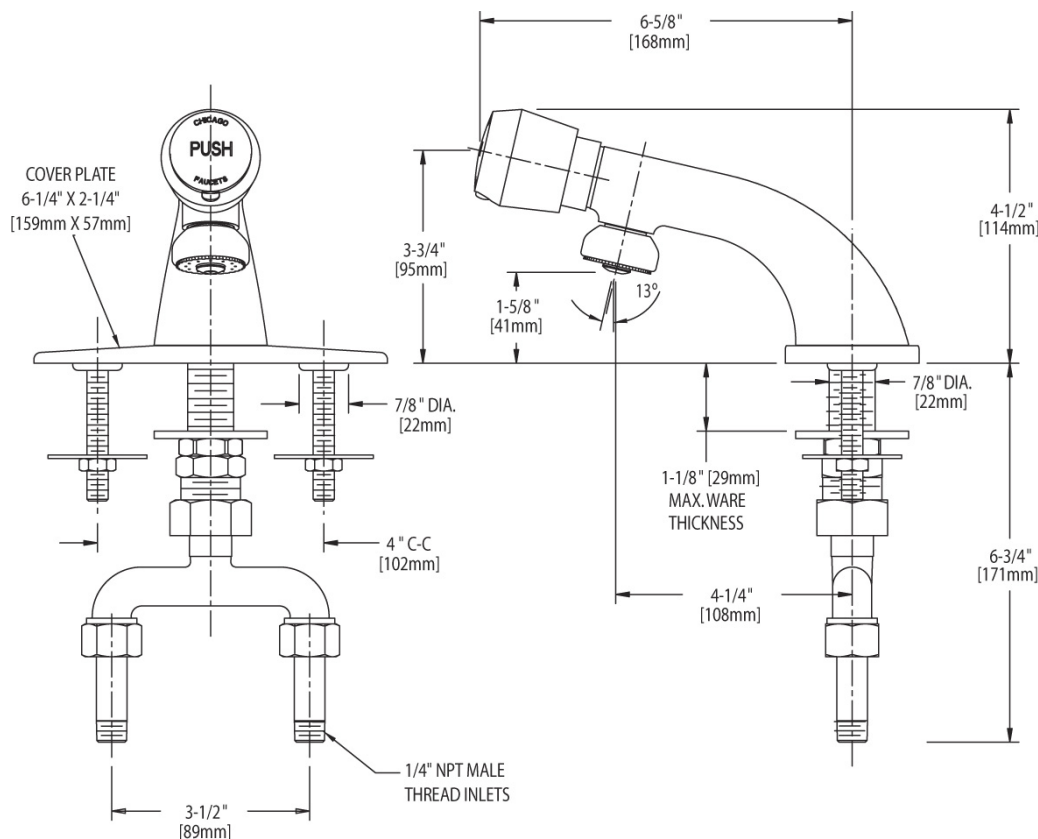 6-5/8"
[168mm]
CHICAGO
PUSH
FAUCETS
COVER PLATE
6-1/4" X 2-1/4"
[159mm X 57mm]
3-3/4"
[95mm]
4-1/2"
[114mm]
1-5/8"
[41mm]
13°
7/8" DIA.
[22mm]
7/8" DIA.
[22mm]
1-1/8" [29mm]
MAX. WARE
THICKNESS
4" C-C
[102mm]
6-3/4"
[171mm]
4-1/4"
[108mm]
1/4" NPT MALE
THREAD INLETS
3-1/2"
[89mm]